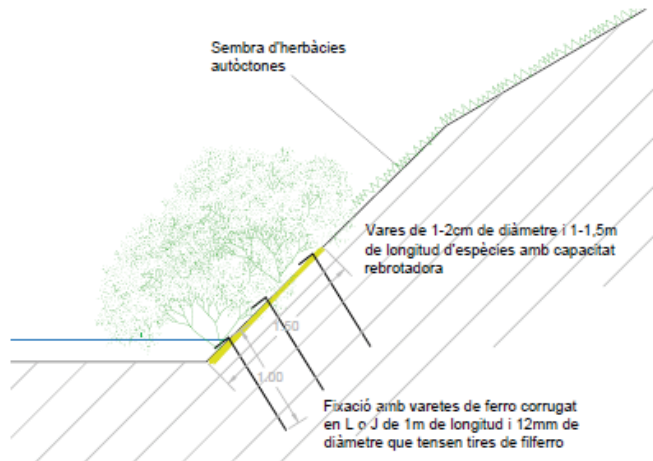 Sembra d'herbàcies
autòctones
Vares de 1-2cm de diàmetre i 1-1,5m
de longitud d'espècies amb capacitat
rebrotadora
1.50
1.00
Fixació amb varetes de ferro corrugat
en L o J de 1m de longitud i 12mm de
diàmetre que tensen tires de filferro